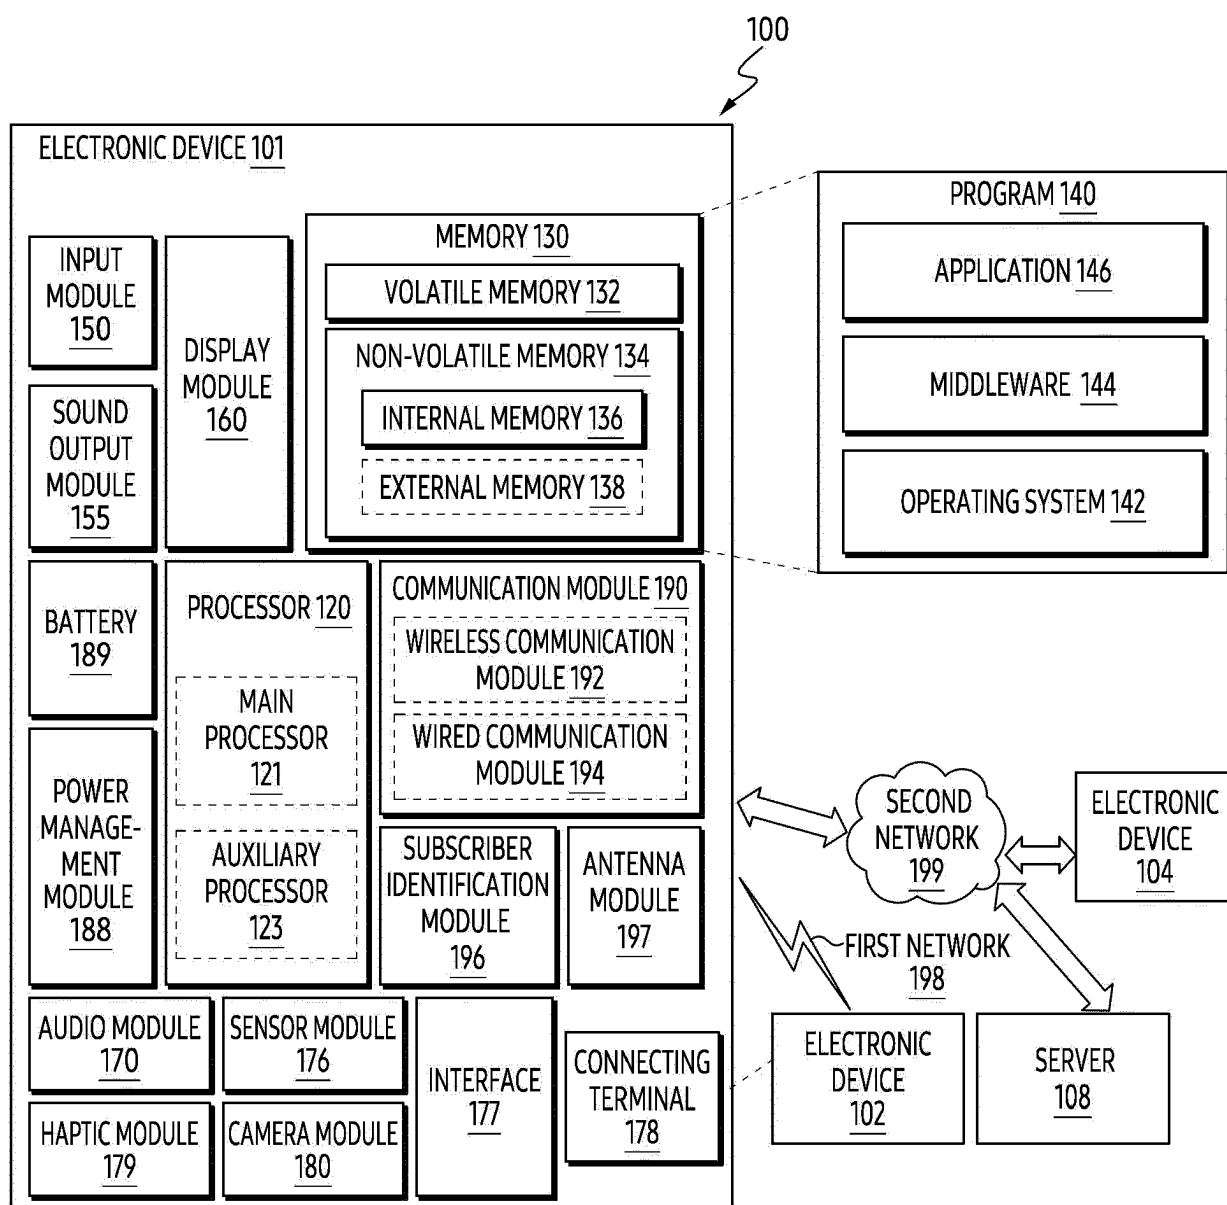 100
ELECTRONIC DEVICE 101
INPUT
MODULE
150
SOUND
OUTPUT
MODULE
155
DISPLAY
MODULE
160
MEMORY 130
VOLATILE MEMORY 132
NON-VOLATILE MEMORY 134
INTERNAL MEMORY 136
EXTERNAL MEMORY 138
PROGRAM 140
APPLICATION 146
MIDDLEWARE 144
OPERATING SYSTEM 142
BATTERY
189
POWER
MANAGE-
MENT MODULE
188
PROCESSOR 120
MAIN
PROCESSOR
121
AUXILIARY
PROCESSOR
123
COMMUNICATION MODULE 190
WIRELESS COMMUNICATION
MODULE 192
WIRED COMMUNICATION
MODULE 194
SUBSCRIBER
IDENTIFICATION
MODULE
196
ANTENNA
MODULE
197
AUDIO MODULE
170
SENSOR MODULE
176
HAPTIC MODULE
179
CAMERA MODULE
180
INTERFACE
177
CONNECTING
TERMINAL
178
SECOND
NETWORK
199
ELECTRONIC
DEVICE
104
FIRST NETWORK
198
ELECTRONIC
DEVICE
102
SERVER
108